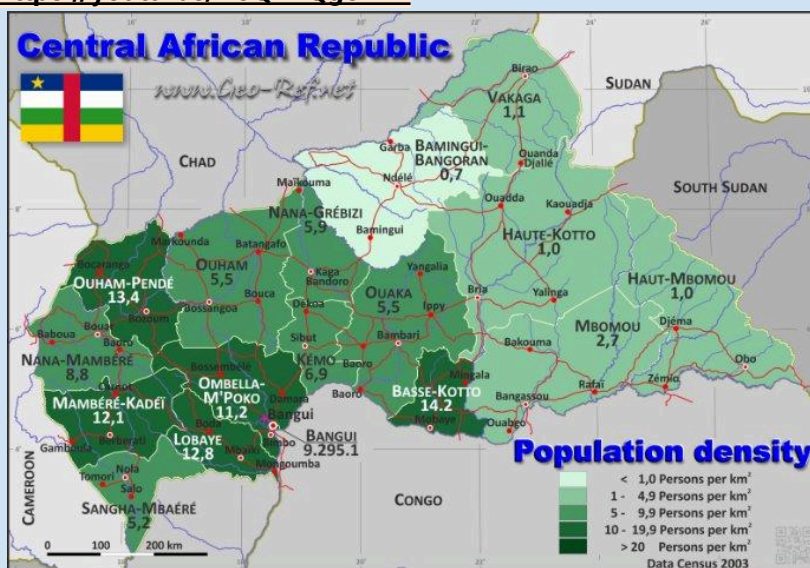 Central African Republic
www.Geo-Ref.net
SUDAN
CHAD
SOUTH SUDAN
CAMEROON
CONGO
Birao
VAKAGA
1,1
Garba
BAMINGUI-
BANGORAN
0,7
Ouanda
Djallé
Ndélé
Maïkouma
Ouadda
Kaouadja
NANA-GRÉBIZI
5,9
Bamingui
HAUTE-KOTTO
1,0
Markounda
Batangafo
Bocaranga
OUHAM
5,5
OUHAM-PENDÉ
13,4
Kaga
Bandoro
Yangalia
HAUT-MBOMOU
1,0
OUAKA
5,5
Bouca
Bria
Yalinga
Bozoum
Bossangoa
Dekoa
Ippy
MBOMOU
2,7
Djéma
Baboua
Bouar
Baoro
Sibut
Bambari
Bakouma
NANA-MAMBÉRÉ
8,8
Bossembélé
KÉMO
6,9
Baoro
Obo
Carnot
OMBELLA-
M'POKO
11,2
Damara
Baoro
BASSE-KOTTO
14.2
Mingala
Rafaï
Zémio
MAMBÉRÉ-KADÉÏ
12,1
Bangassou
Bangui
Boda
Mobaye
Ouabgo
Gamboula
Berberati
LOBAYE
12,8
Bimbo
BANGUI
9.295.1
Mbaïki
Mongoumba
Nola
Tomori
Salo
SANGHA-MBAÉRÉ
5,2
Population density
< 1,0 Persons per km²
1 - 4,9 Persons per km²
5 - 9,9 Persons per km²
10 - 19,9 Persons per km²
> 20 Persons per km²
Data Census 2003
0 100 200 km